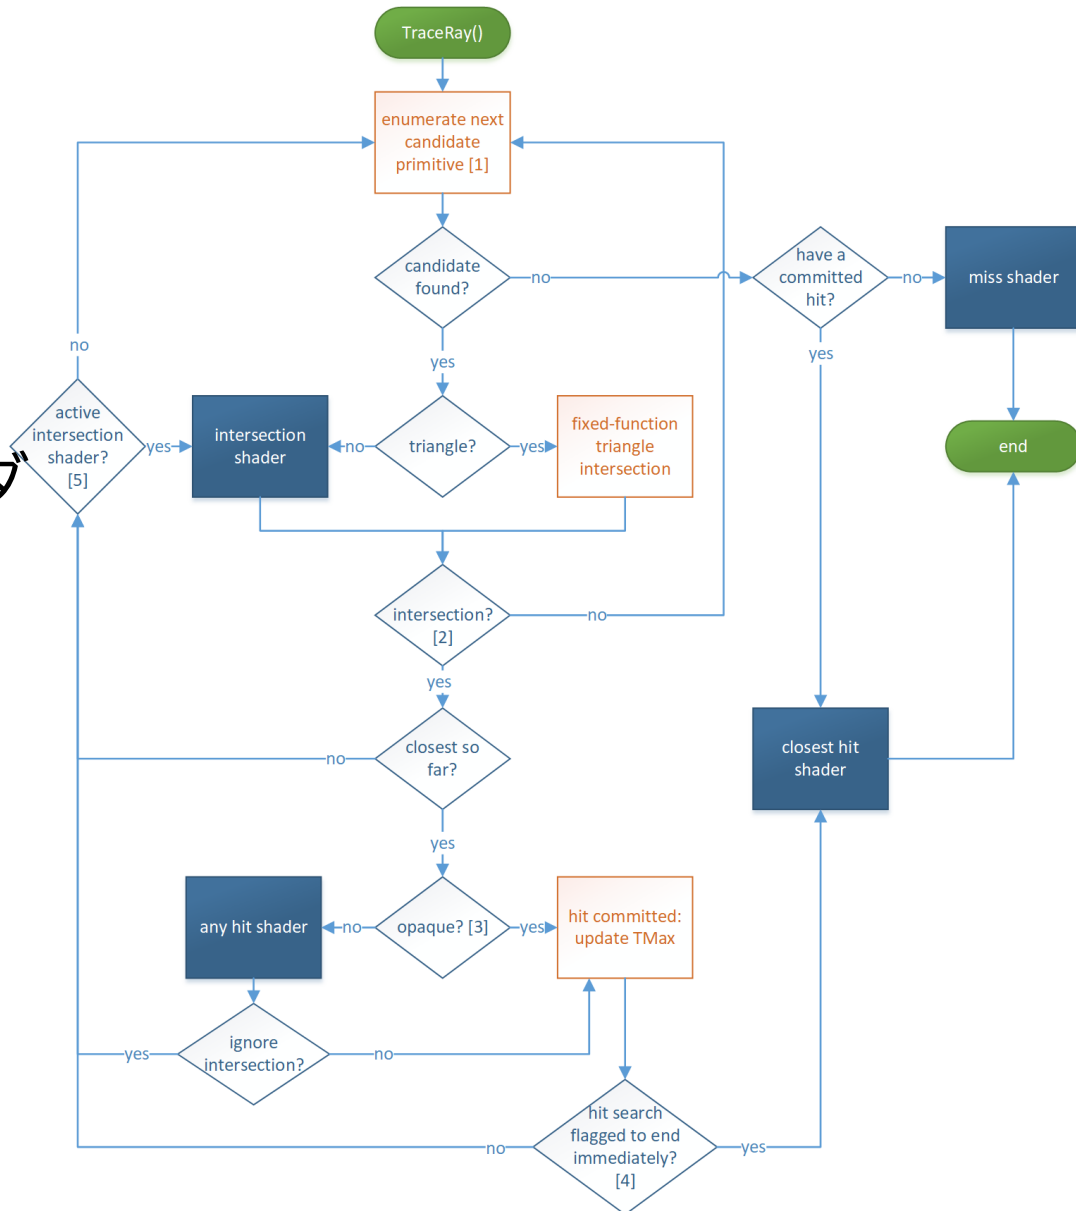 TraceRay()
enumerate next
candidate
primitive [1]
candidate
found?
no
have a
committed
hit?
no
miss shader
yes
yes
no
active
intersection
shader?
[5]
yes
intersection
shader
no
triangle?
yes
fixed-function
triangle
intersection
end
intersection?
[2]
no
yes
closest so
far?
no
closest hit
shader
yes
any hit shader
no
opaque? [3]
yes
hit committed:
update TMax
ignore
intersection?
yes
no
hit search
flagged to end
immediately?
[4]
no
yes